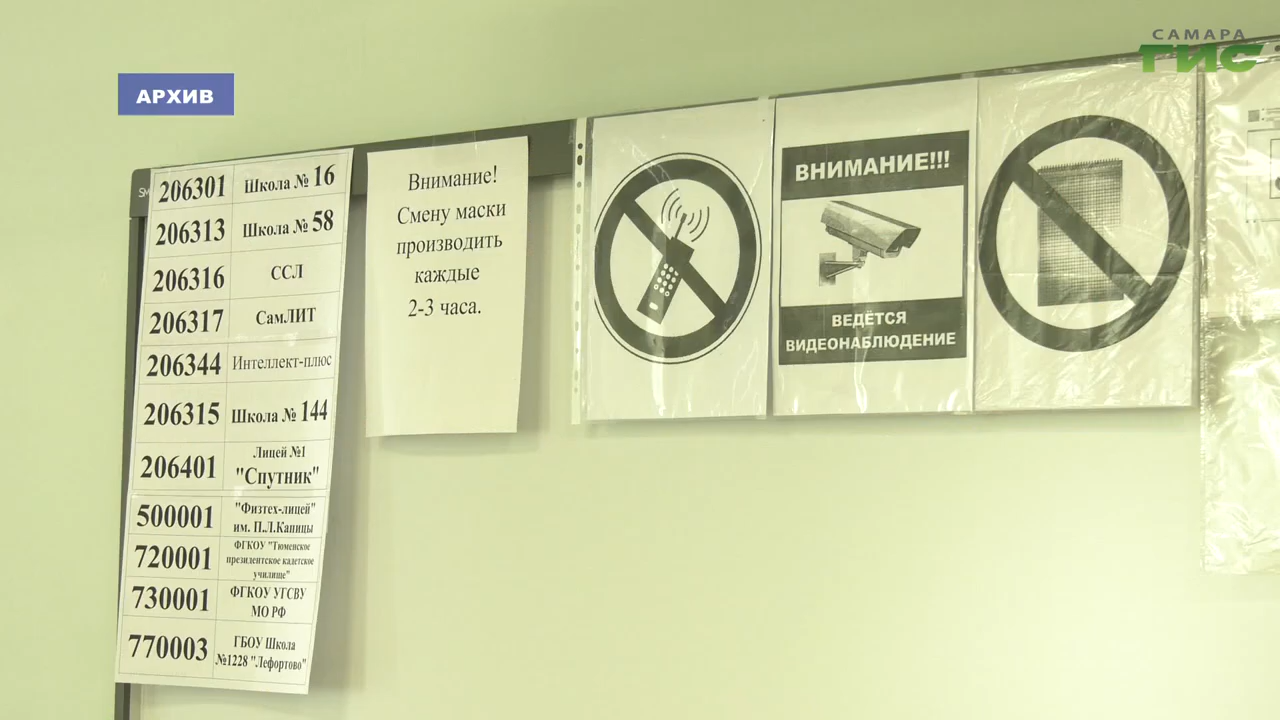 САМАРА
ГИС
АРХИВ
206301 Школа № 16
206313 Школа № 58
206316 ССЛ
206317 СамЛИТ
206344 Интеллект-плюс
206315 Школа № 144
206401 Лицей №1
"Спутник"
500001 "Физтех-лицей"
им. П.Л.Капицы
720001 ФГКОУ "Тюменское
президентское кадетское
училище"
730001 ФГКОУ УГСВУ
МО РФ
770003 ГБОУ Школа
№1228 "Лефортово"
Внимание!
Смену маски
производить
каждые
2-3 часа.
ВНИМАНИЕ!!!
ВЕДЁТСЯ
ВИДЕОНАБЛЮДЕНИЕ